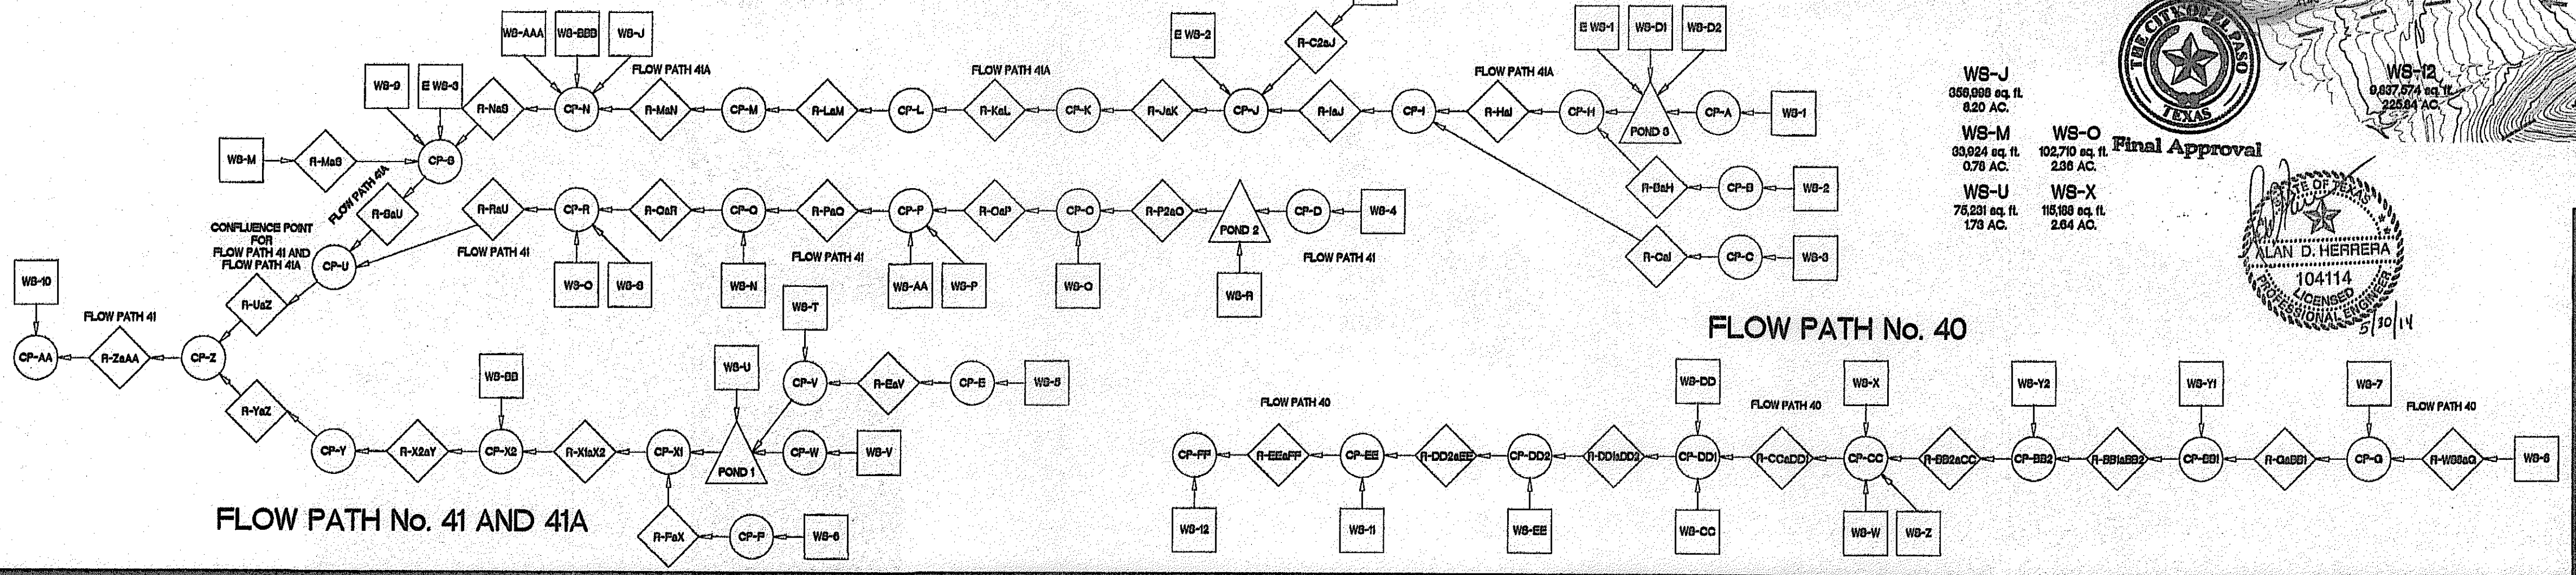 WS-AAA
WS-BBB
WS-J
E WS-2
R-C2aJ
E WS-1
WS-D1
WS-D2
FLOW PATH 41A
FLOW PATH 41A
FLOW PATH 41A
WS-9
E WS-3
R-NaS
CP-N
R-MaN
CP-M
R-LaM
CP-L
R-KaL
CP-K
R-JaK
CP-J
R-IaJ
CP-I
R-HaI
CP-H
POND 3
CP-A
WS-1
WS-M
R-MaS
CP-S
FLOW PATH 41A
R-SaU
R-BaH
CP-B
WS-2
R-RaU
CP-R
R-QaR
CP-Q
R-PaQ
CP-P
R-OaP
CP-O
R-P2aO
POND 2
CP-D
WS-4
CONFLUENCE POINT
FOR
FLOW PATH 41 AND
FLOW PATH 41A
CP-U
FLOW PATH 41
FLOW PATH 41
FLOW PATH 41
R-CaI
CP-C
WS-3
WS-10
R-UaZ
WS-O
WS-S
WS-N
WS-AA
WS-P
WS-Q
WS-R
WS-T
FLOW PATH 41
CP-AA
R-ZaAA
CP-Z
R-YaZ
WS-BB
WS-U
CP-V
R-EaV
CP-E
WS-5
CP-Y
R-X2aY
CP-X2
R-X1aX2
CP-X1
POND 1
CP-W
WS-V
FLOW PATH No. 41 AND 41A
R-FaX
CP-F
WS-6
FLOW PATH No. 40
WS-DD
WS-X
WS-Y2
WS-Y1
WS-7
FLOW PATH 40
FLOW PATH 40
FLOW PATH 40
CP-FF
R-EEaFF
CP-EE
R-DD2aEE
CP-DD2
R-DD1aDD2
CP-DD1
R-CCaDD1
CP-CC
R-BB2aCC
CP-BB2
R-BB1aBB2
CP-BB1
R-GaBB1
CP-G
R-WS8aG
WS-8
WS-12
WS-11
WS-EE
WS-CC
WS-W
WS-Z
WS-J
356,998 sq. ft.
8.20 AC.
WS-M
33,924 sq. ft.
0.78 AC.
WS-O
102,710 sq. ft.
2.36 AC.
WS-U
75,231 sq. ft.
1.73 AC.
WS-X
115,188 sq. ft.
2.64 AC.
THE CITY OF EL PASO
TEXAS
Final Approval
WS-12
9,837,574 sq. ft.
225.84 AC.
STATE OF TEXAS
ALAN D. HERRERA
104114
LICENSED
PROFESSIONAL ENGINEER
5/30/14